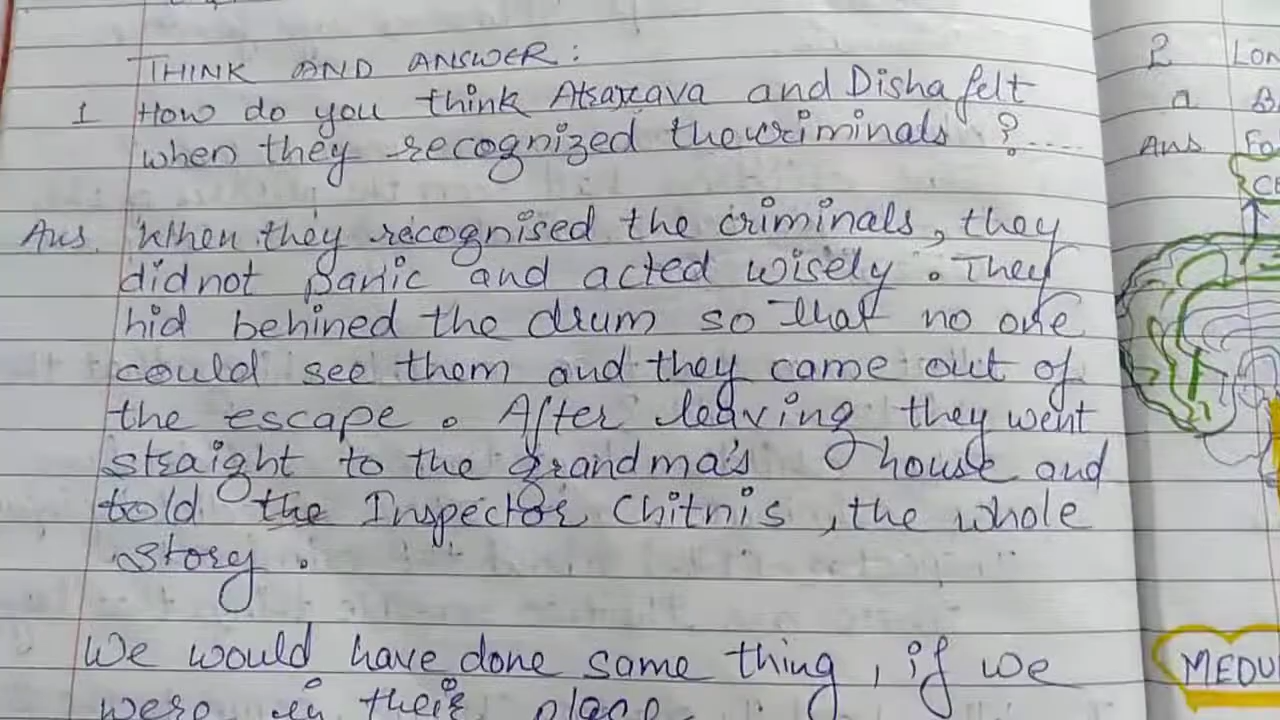 THINK AND ANSWER:
1 How do you think Atsarava and Disha felt
when they recognized the criminals ?....
Ans. When they recognised the criminals, they
did not panic and acted wisely. They
hid behined the drum so that no one
could see them and they came out of
the escape. After leaving they went
straight to the grandma's house and
told the Inspector Chitnis, the whole
story.
We would have done same thing, if we
were in their place.
2 LON
a B
Ans Fo
CE
MEDU